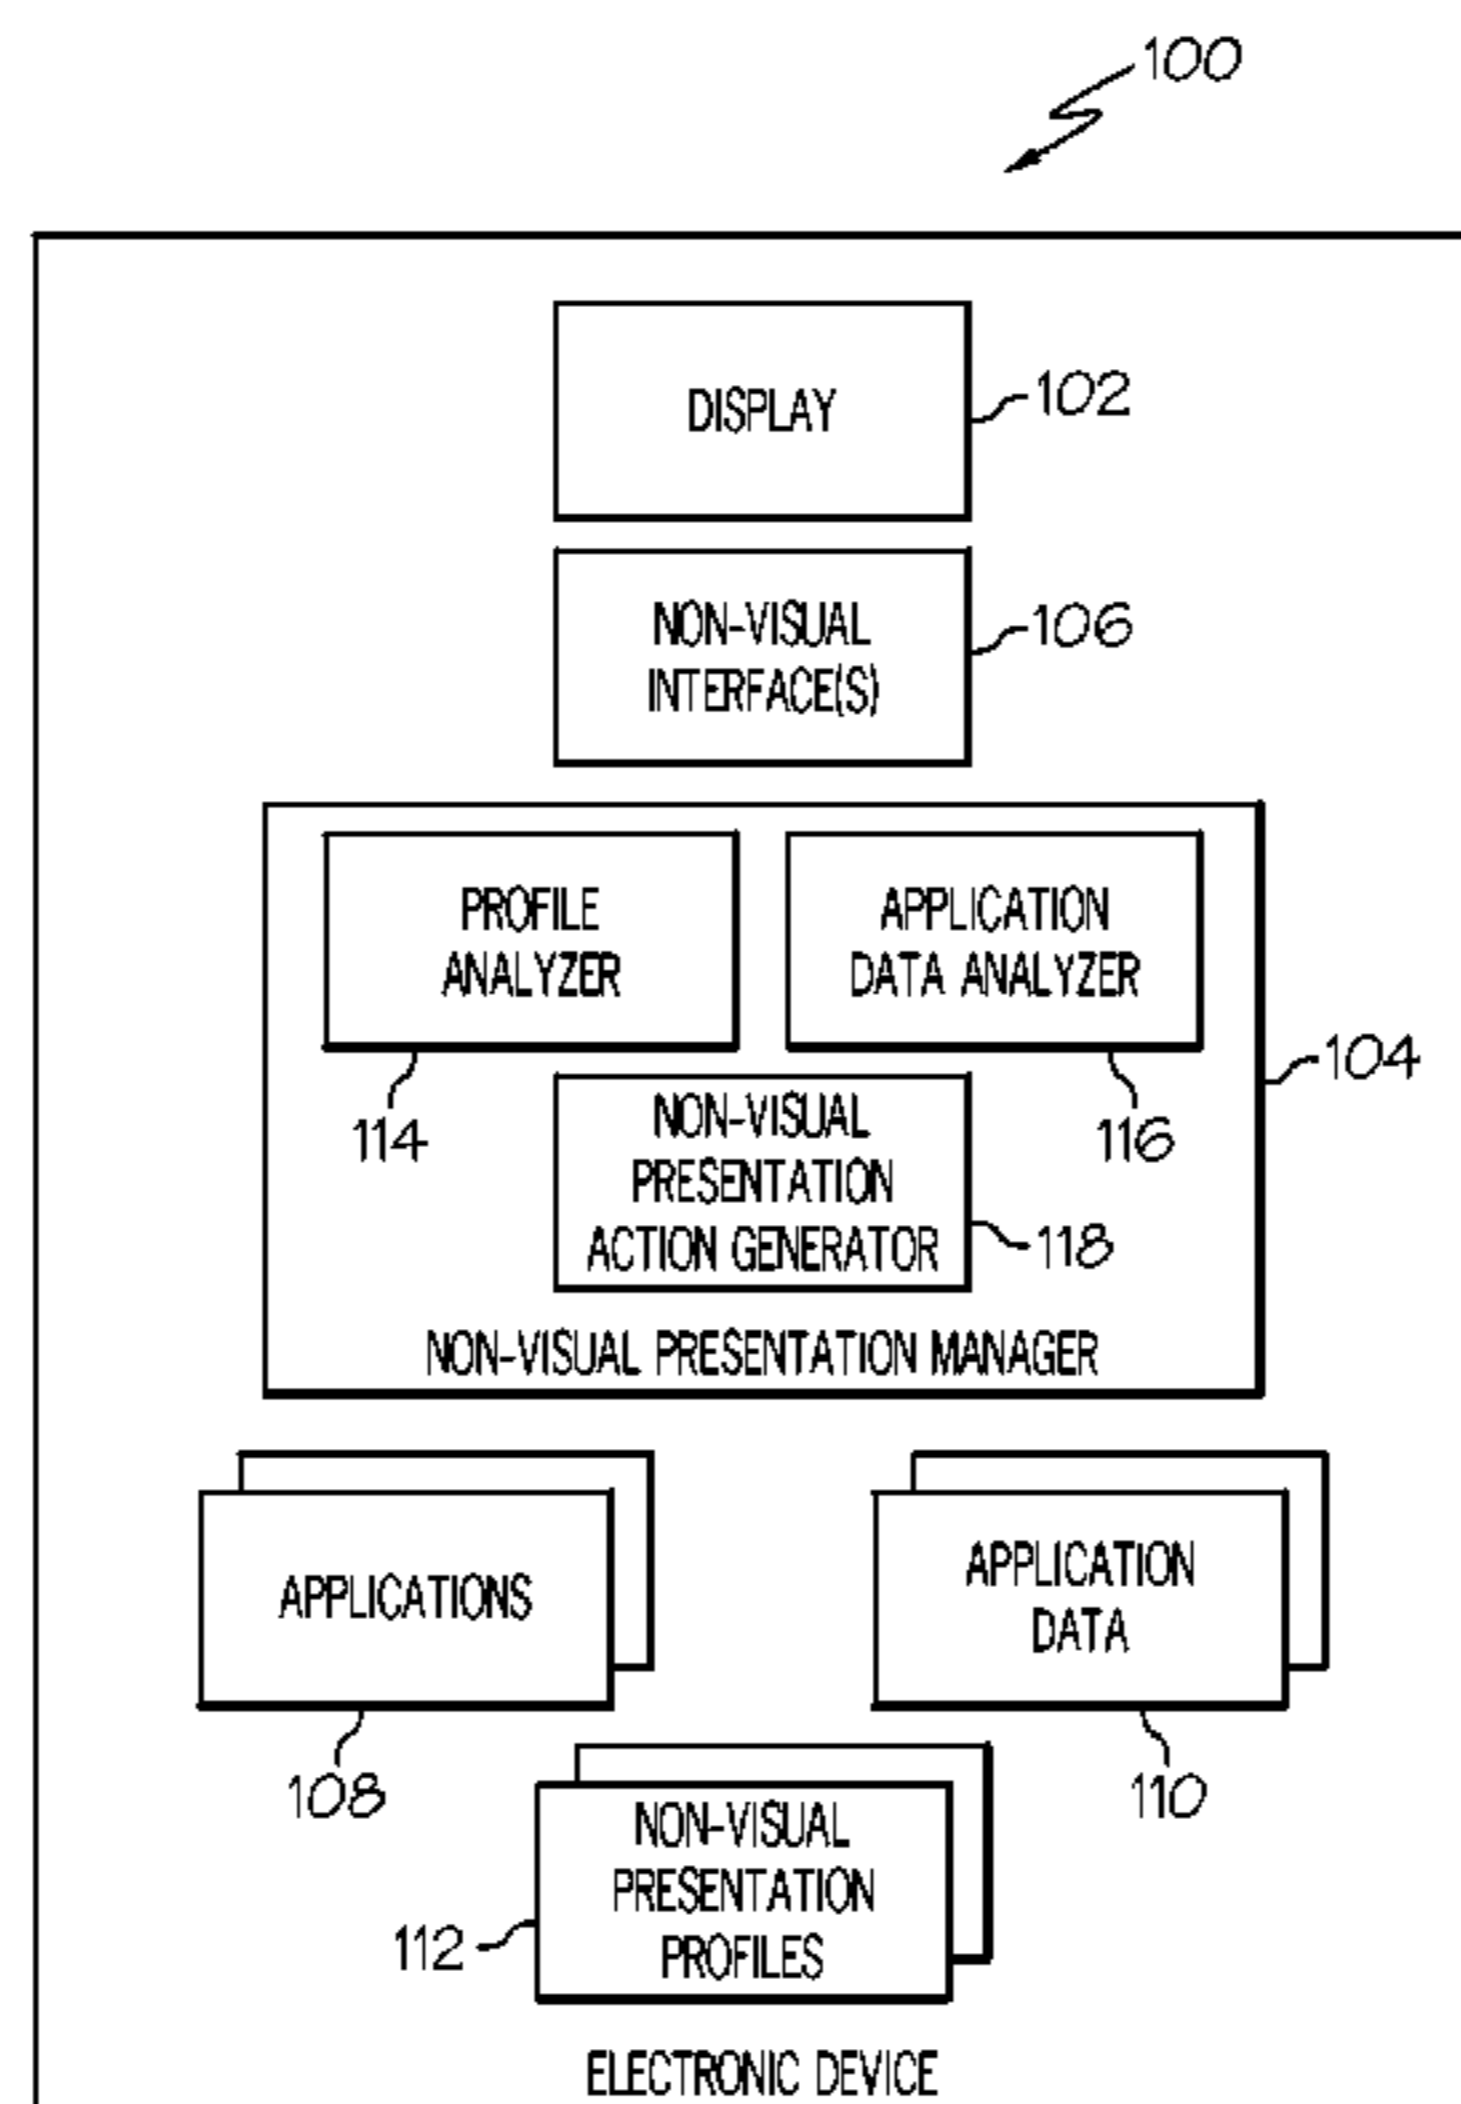 100
DISPLAY
102
NON-VISUAL
INTERFACE(S)
106
PROFILE
ANALYZER
APPLICATION
DATA ANALYZER
104
114
116
NON-VISUAL
PRESENTATION
ACTION GENERATOR
118
NON-VISUAL PRESENTATION MANAGER
APPLICATIONS
APPLICATION
DATA
108
110
NON-VISUAL
PRESENTATION
PROFILES
112
ELECTRONIC DEVICE